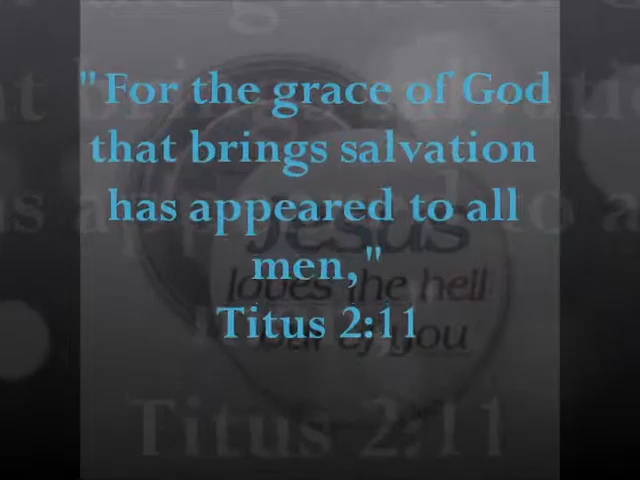 "For the grace of God
that brings salvation
has appeared to all
men,"
Titus 2:11
Jesus
loves the hell
out of you
Titus 2:11